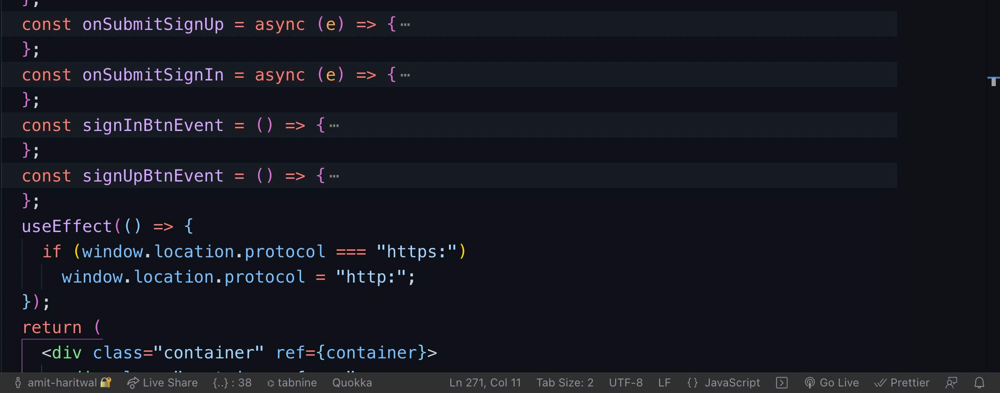 };
const onSubmitSignUp = async (e) => {⋯
};
const onSubmitSignIn = async (e) => {⋯
};
const signInBtnEvent = () => {⋯
};
const signUpBtnEvent = () => {⋯
};
useEffect(() => {
  if (window.location.protocol === "https:")
    window.location.protocol = "http:";
});
return (
  <div class="container" ref={container}>
amit-haritwal Live Share {..} : 38 tabnine Quokka Ln 271, Col 11 Tab Size: 2 UTF-8 LF {} JavaScript Go Live Prettier